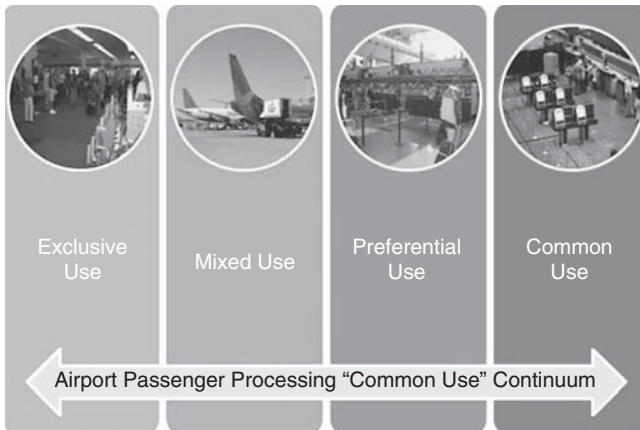 Exclusive
Use
Mixed Use
Preferential
Use
Common
Use
Airport Passenger Processing “Common Use” Continuum